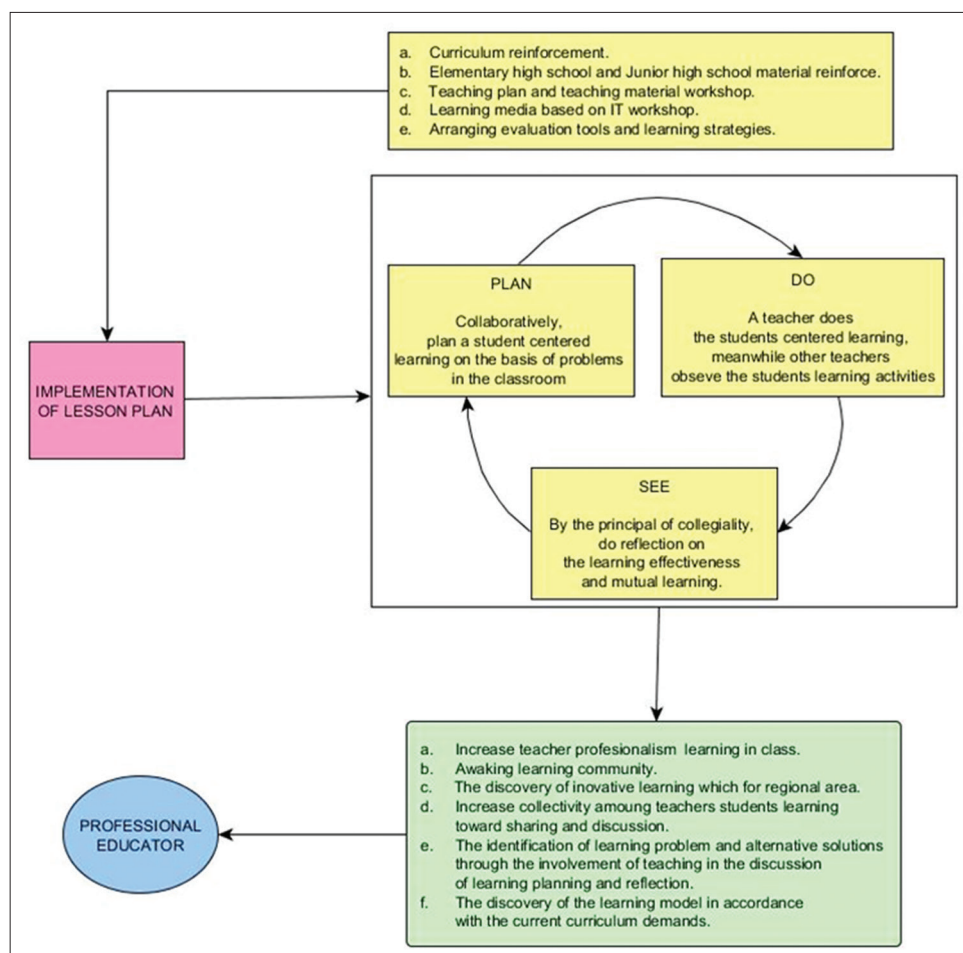 a. Curriculum reinforcement.
b. Elementary high school and Junior high school material reinforce.
c. Teaching plan and teaching material workshop.
d. Learning media based on IT workshop.
e. Arranging evaluation tools and learning strategies.
IMPLEMENTATION
OF LESSON PLAN
PLAN
Collaboratively,
plan a student centered
learning on the basis of problems
in the classroom
DO
A teacher does
the students centered learning,
meanwhile other teachers
obseve the students learning activities
SEE
By the principal of collegiality,
do reflection on
the learning effectiveness
and mutual learning.
a. Increase teacher profesionalism learning in class.
b. Awaking learning community.
c. The discovery of inovative learning which for regional area.
d. Increase collectivity amoung teachers students learning
toward sharing and discussion.
e. The identification of learning problem and alternative solutions
through the involvement of teaching in the discussion
of learning planning and reflection.
f. The discovery of the learning model in accordance
with the current curriculum demands.
PROFESSIONAL
EDUCATOR